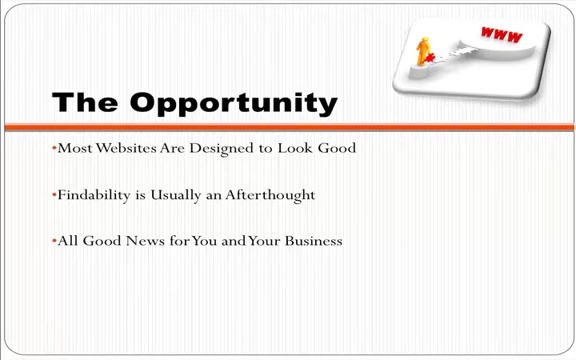 WWW
The Opportunity
•Most Websites Are Designed to Look Good
•Findability is Usually an Afterthought
•All Good News for You and Your Business